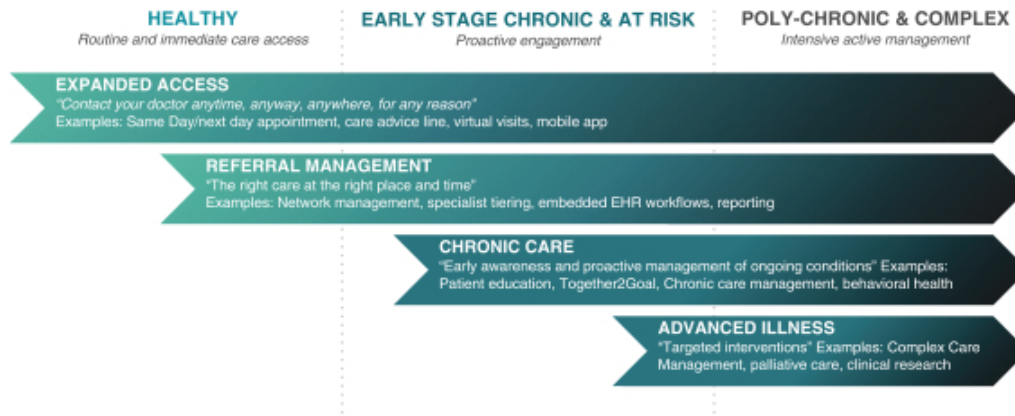 HEALTHY
Routine and immediate care access
EARLY STAGE CHRONIC & AT RISK
Proactive engagement
POLY-CHRONIC & COMPLEX
Intensive active management
EXPANDED ACCESS
"Contact your doctor anytime, anyway, anywhere, for any reason"
Examples: Same Day/next day appointment, care advice line, virtual visits, mobile app
REFERRAL MANAGEMENT
"The right care at the right place and time"
Examples: Network management, specialist tiering, embedded EHR workflows, reporting
CHRONIC CARE
"Early awareness and proactive management of ongoing conditions" Examples:
Patient education, Together2Goal, Chronic care management, behavioral health
ADVANCED ILLNESS
"Targeted interventions" Examples: Complex Care
Management, palliative care, clinical research